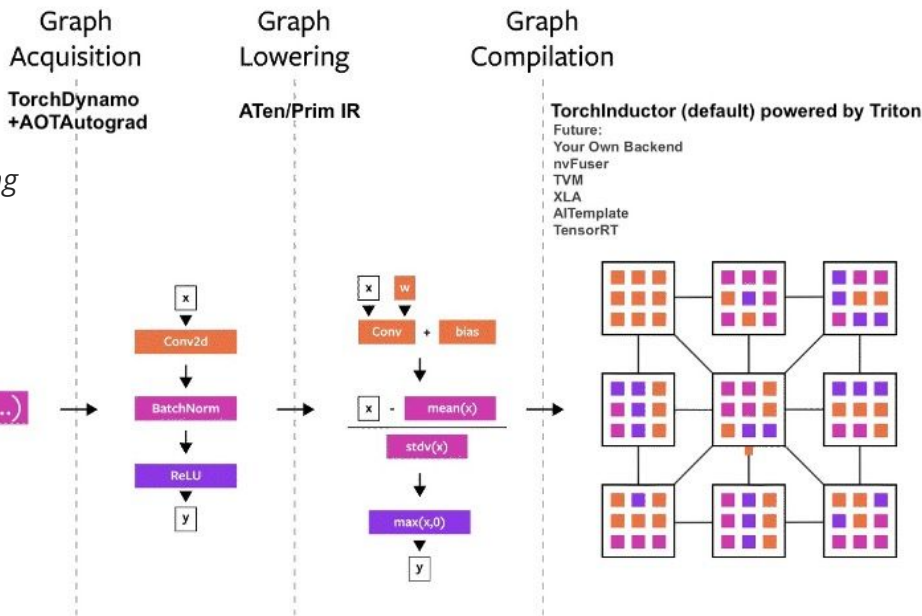 Graph
Acquisition
Graph
Lowering
Graph
Compilation
TorchDynamo
+AOTAutograd
ATen/Prim IR
TorchInductor (default) powered by Triton
Future:
Your Own Backend
nvFuser
TVM
XLA
AITemplate
TensorRT
x
Conv2d
BatchNorm
ReLU
y
x w
Conv + bias
x - mean(x)
stdv(x)
max(x,0)
y
..)